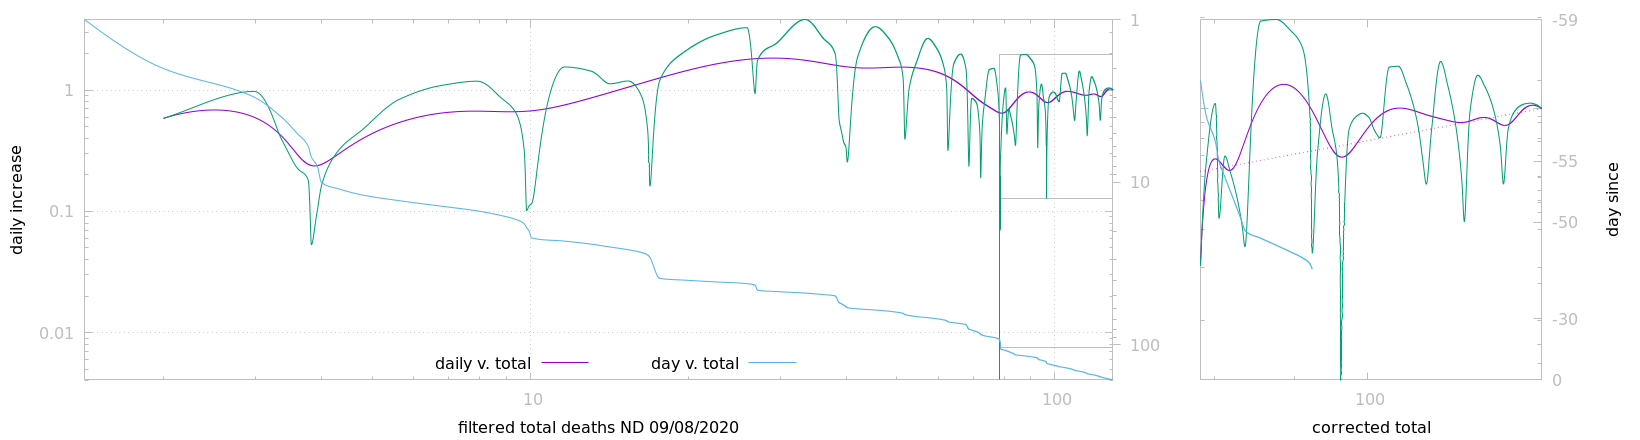 daily increase
1
0.1
0.01
10
100
1
10
100
daily v. total
day v. total
filtered total deaths ND 09/08/2020
-59
-55
-50
-30
0
day since
100
corrected total